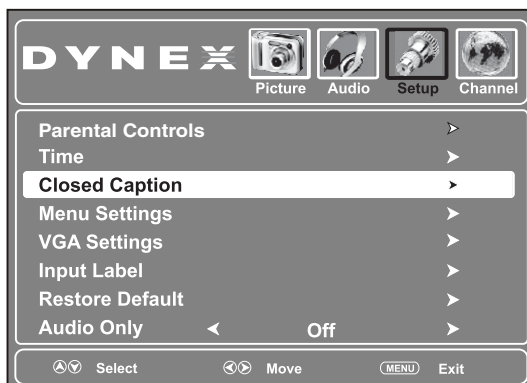 DYNEX
Picture Audio Setup Channel
Parental Controls
Time
Closed Caption
Menu Settings
VGA Settings
Input Label
Restore Default
Audio Only Off
Select Move MENU Exit